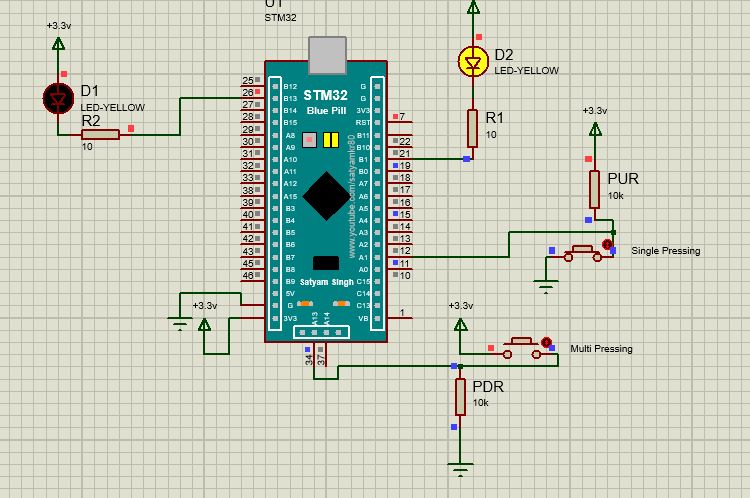 U1
STM32
+3.3v
D1
LED-YELLOW
R2
10
D2
LED-YELLOW
R1
10
+3.3v
PUR
10k
Single Pressing
STM32
Blue Pill
www.youtube.com/satyamkr80
Satyam Singh
25 B12
26 B13
27 B14
28 B15
29 A8
30 A9
31 A10
32 A11
33 A12
38 A15
39 B3
40 B4
41 B5
42 B6
43 B7
45 B8
46 B9
5V
G
3V3
G
G
3V3
RST 7
B11
B10 22
B1 21
B0 19
A7 18
A6 17
A5 16
A4 15
A3 14
A2 13
A1 12
A0 11
C15 10
C14
C13
VB 1
A13 34
A14 37
+3.3v
+3.3v
Multi Pressing
PDR
10k